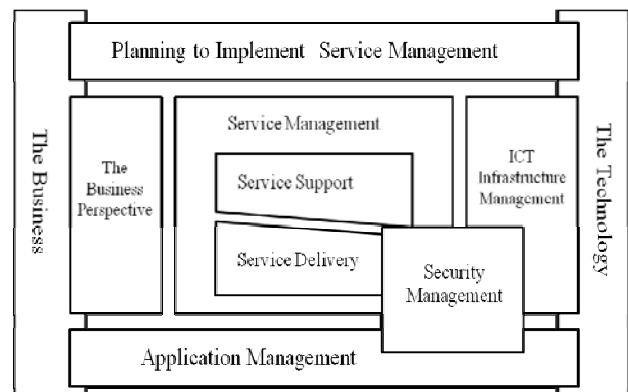 Planning to Implement Service Management
The Business
The
Business
Perspective
Service Management
Service Support
Service Delivery
ICT
Infrastructure
Management
Security
Management
The Technology
Application Management